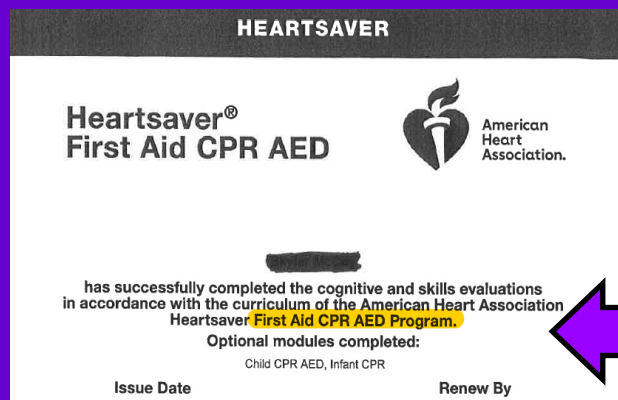 HEARTSAVER
Heartsaver®
First Aid CPR AED
American
Heart
Association.
has successfully completed the cognitive and skills evaluations
in accordance with the curriculum of the American Heart Association
Heartsaver First Aid CPR AED Program.
Optional modules completed:
Child CPR AED, Infant CPR
Issue Date
Renew By